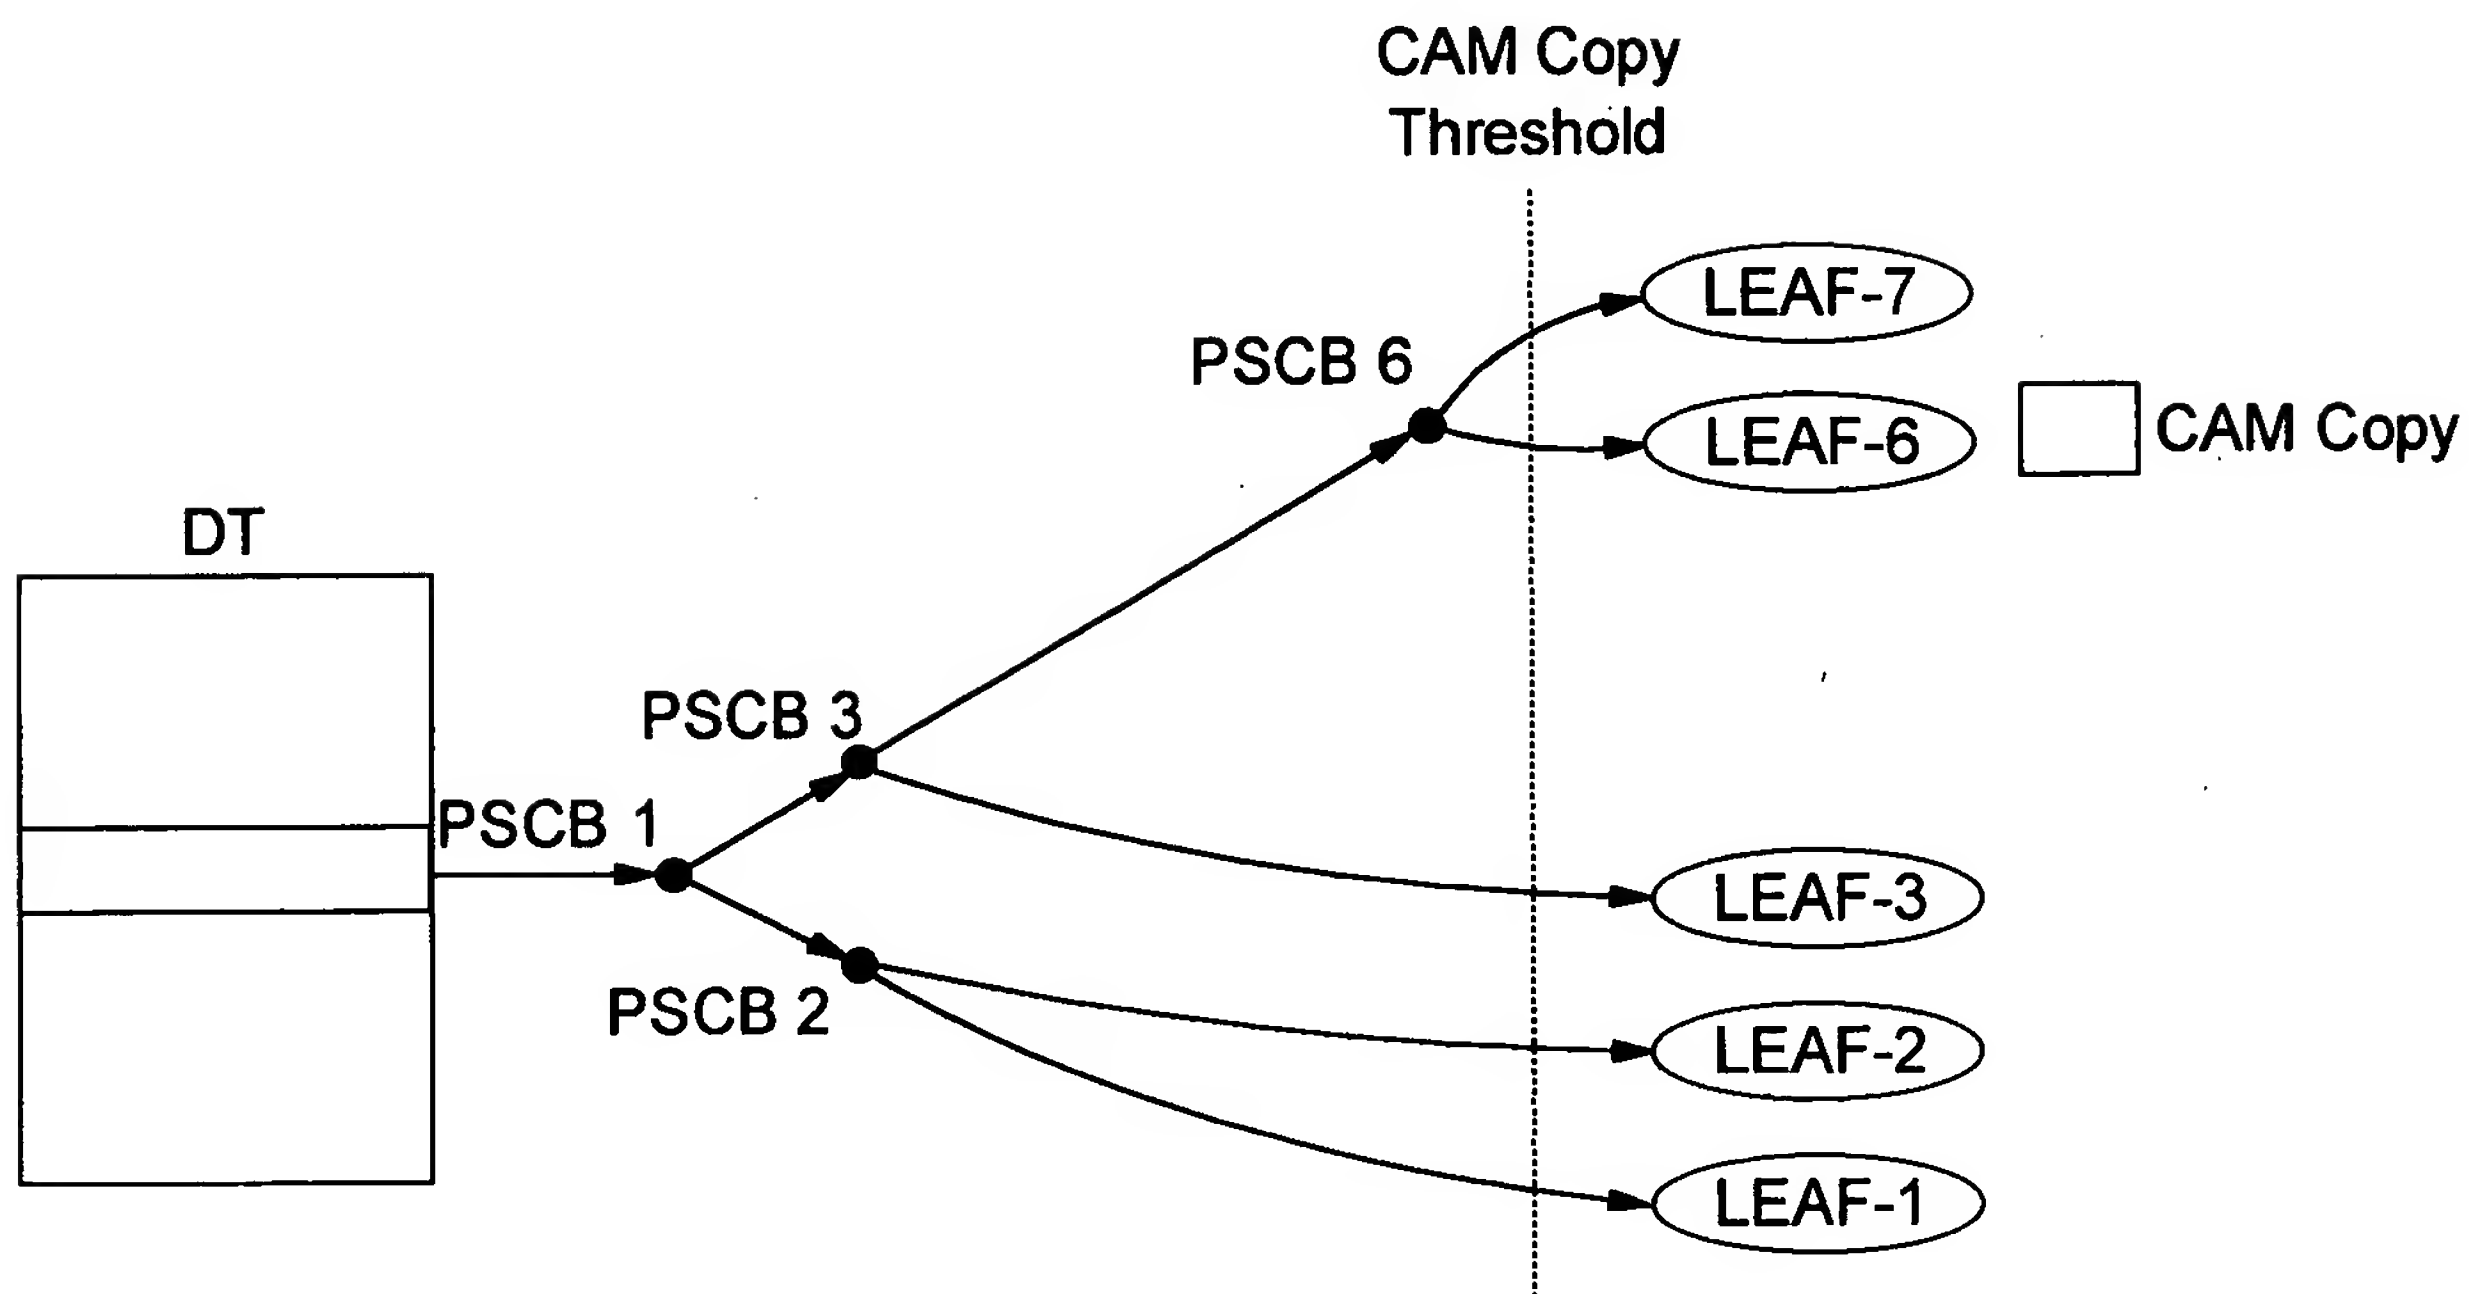 CAM Copy
Threshold
LEAF-7
PSCB 6
LEAF-6
CAM Copy
DT
PSCB 3
PSCB 1
LEAF-3
PSCB 2
LEAF-2
LEAF-1